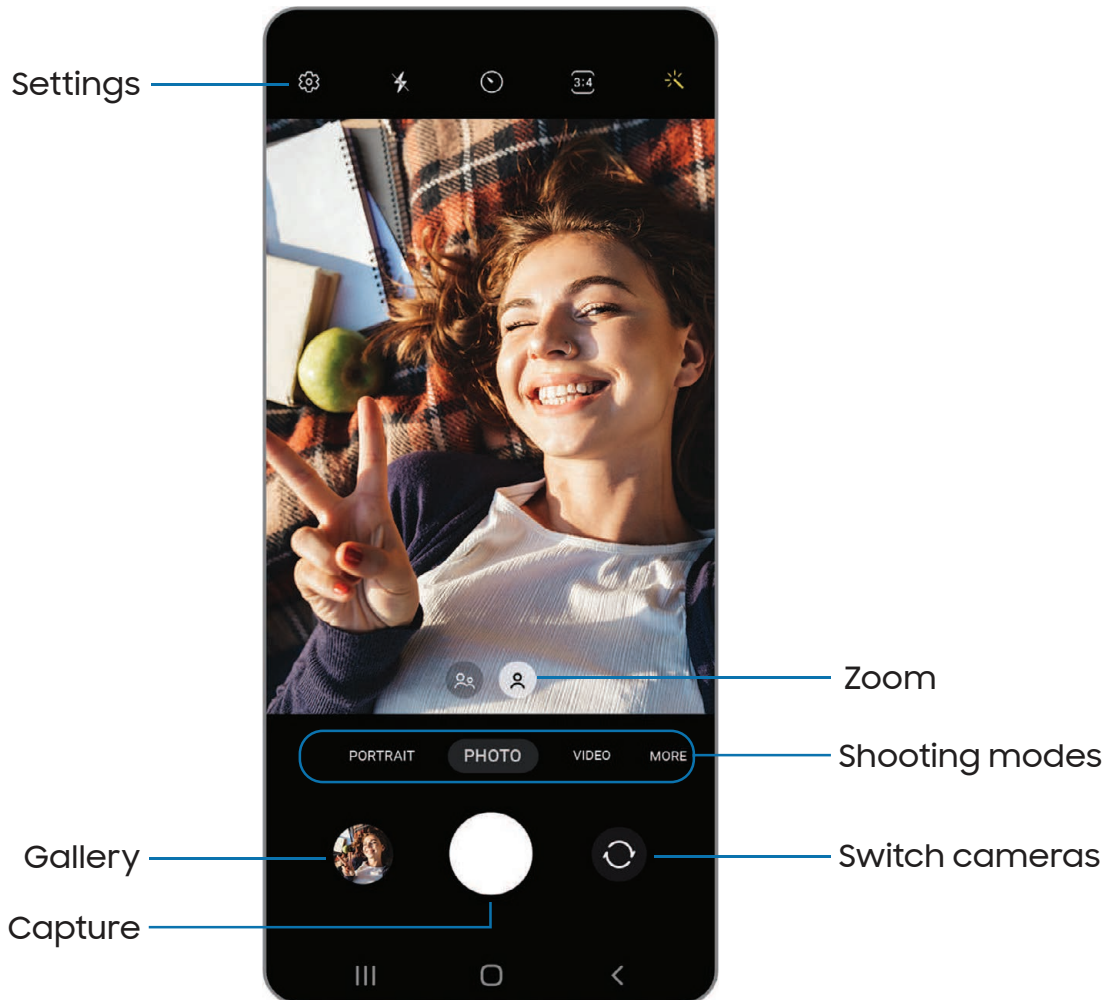 Settings
3:4
Zoom
PORTRAIT PHOTO VIDEO MORE
Shooting modes
Gallery
Switch cameras
Capture